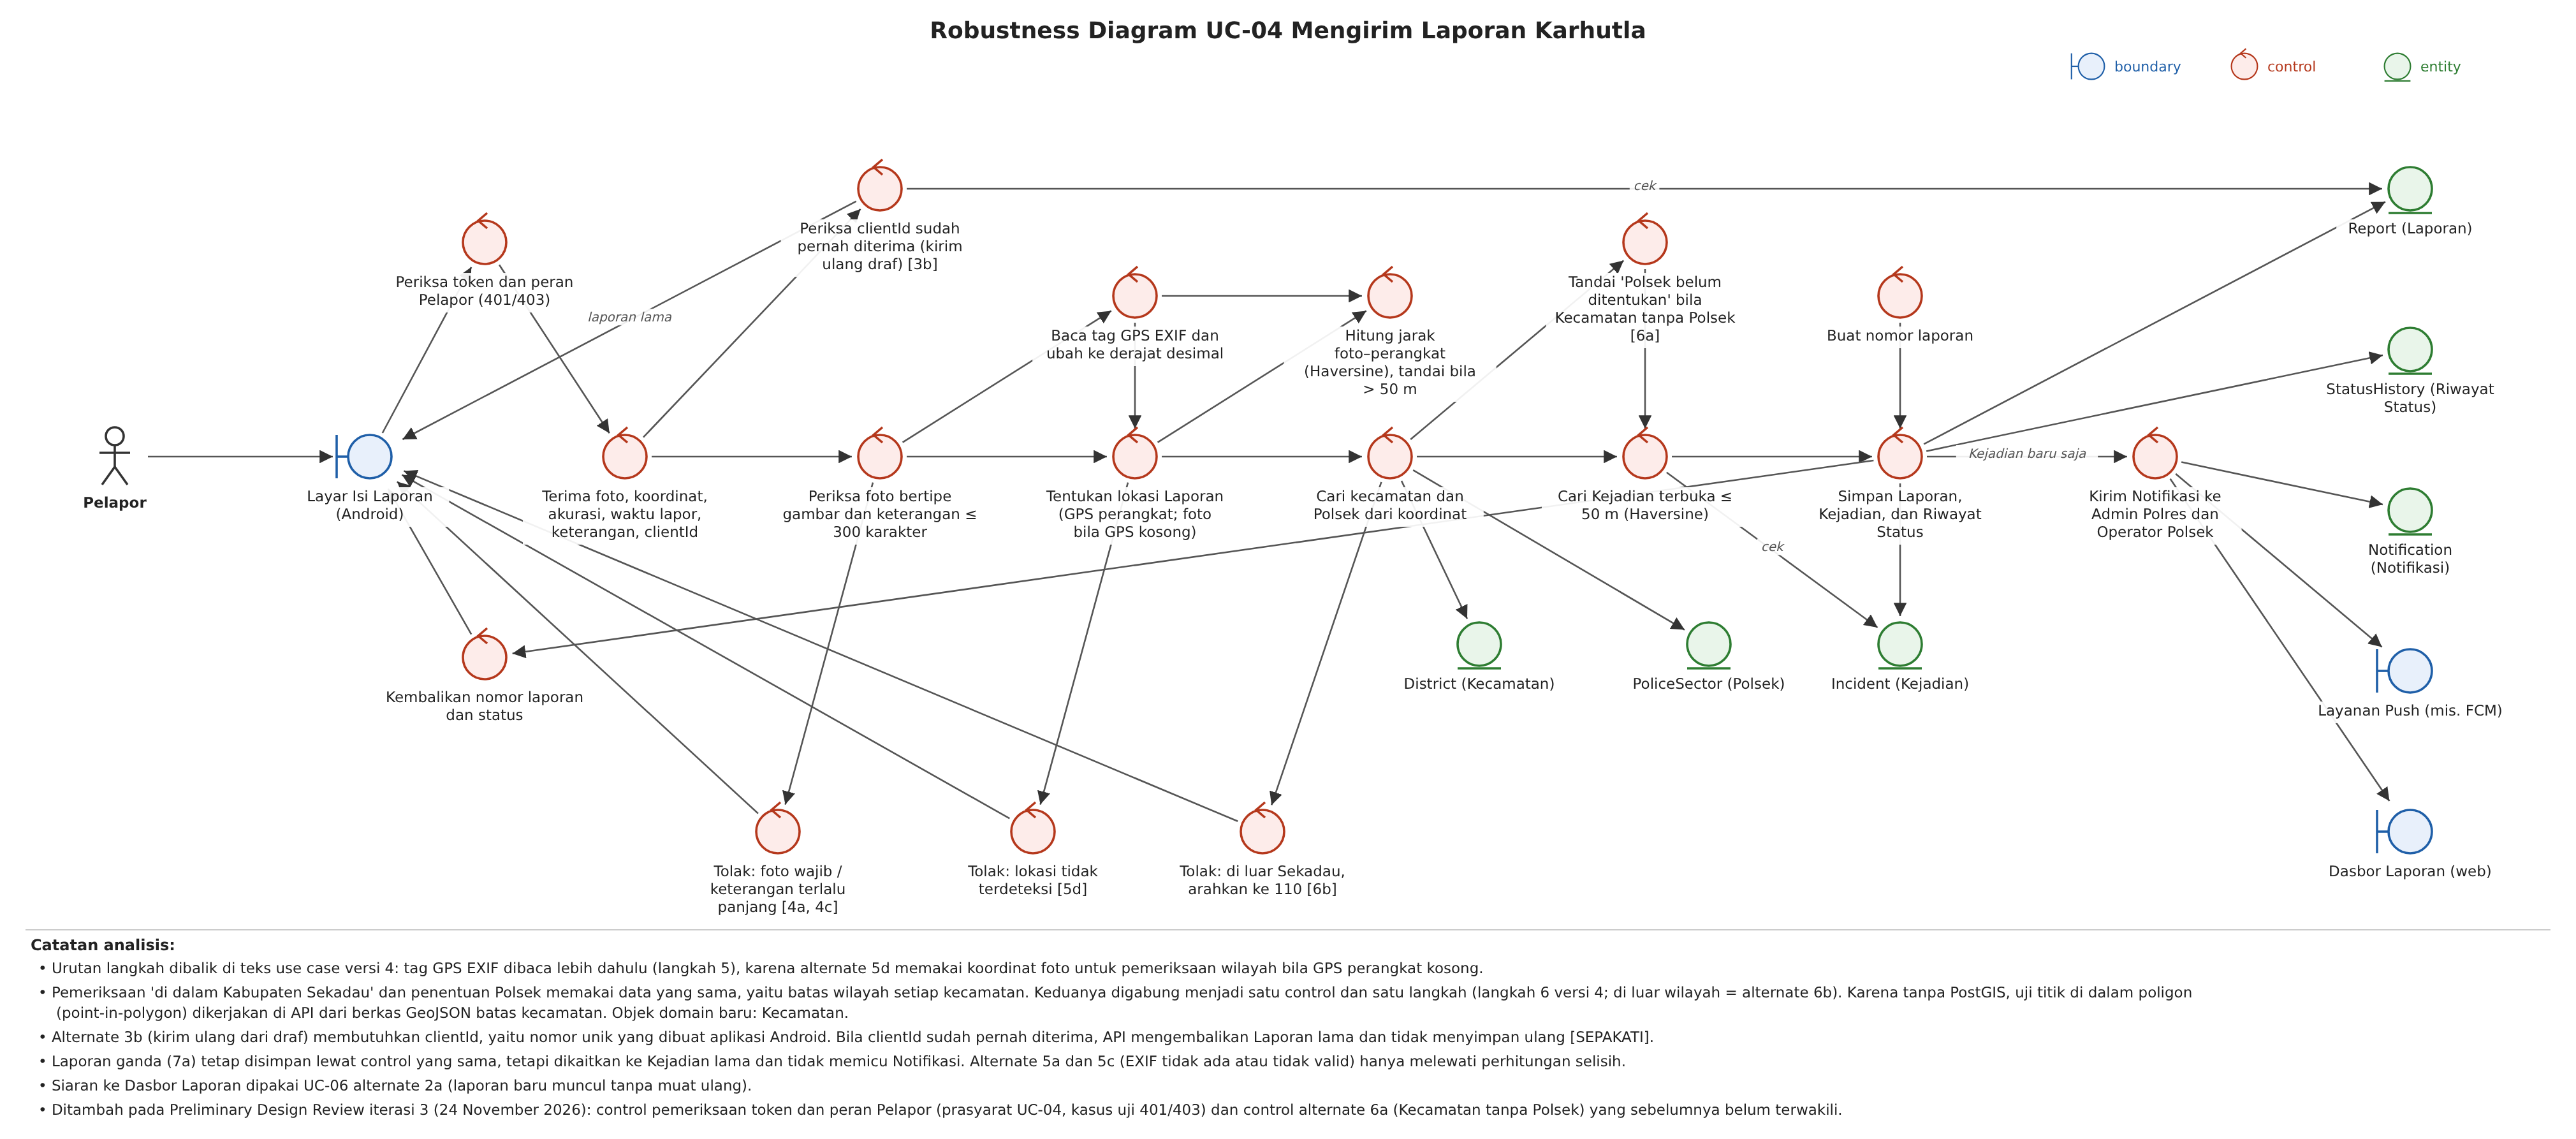 Robustness Diagram UC-04 Mengirim Laporan Karhutla
boundary
control
entity
cek
Periksa clientId sudah
pernah diterima (kirim
ulang draf) [3b]
Report (Laporan)
Periksa token dan peran
Pelapor (401/403)
laporan lama
Tandai 'Polsek belum
ditentukan' bila
Kecamatan tanpa Polsek
[6a]
Baca tag GPS EXIF dan
ubah ke derajat desimal
Hitung jarak
foto–perangkat
(Haversine), tandai bila
> 50 m
Buat nomor laporan
StatusHistory (Riwayat
Status)
Pelapor
Layar Isi Laporan
(Android)
Terima foto, koordinat,
akurasi, waktu lapor,
keterangan, clientId
Periksa foto bertipe
gambar dan keterangan ≤
300 karakter
Tentukan lokasi Laporan
(GPS perangkat; foto
bila GPS kosong)
Cari kecamatan dan
Polsek dari koordinat
Cari Kejadian terbuka ≤
50 m (Haversine)
Simpan Laporan,
Kejadian, dan Riwayat
Status
Kejadian baru saja
Kirim Notifikasi ke
Admin Polres dan
Operator Polsek
Notification
(Notifikasi)
cek
Kembalikan nomor laporan
dan status
District (Kecamatan)
PoliceSector (Polsek)
Incident (Kejadian)
Layanan Push (mis. FCM)
Tolak: foto wajib /
keterangan terlalu
panjang [4a, 4c]
Tolak: lokasi tidak
terdeteksi [5d]
Tolak: di luar Sekadau,
arahkan ke 110 [6b]
Dasbor Laporan (web)
Catatan analisis:
• Urutan langkah dibalik di teks use case versi 4: tag GPS EXIF dibaca lebih dahulu (langkah 5), karena alternate 5d memakai koordinat foto untuk pemeriksaan wilayah bila GPS perangkat kosong.
• Pemeriksaan 'di dalam Kabupaten Sekadau' dan penentuan Polsek memakai data yang sama, yaitu batas wilayah setiap kecamatan. Keduanya digabung menjadi satu control dan satu langkah (langkah 6 versi 4; di luar wilayah = alternate 6b). Karena tanpa PostGIS, uji titik di dalam poligon
(point-in-polygon) dikerjakan di API dari berkas GeoJSON batas kecamatan. Objek domain baru: Kecamatan.
• Alternate 3b (kirim ulang dari draf) membutuhkan clientId, yaitu nomor unik yang dibuat aplikasi Android. Bila clientId sudah pernah diterima, API mengembalikan Laporan lama dan tidak menyimpan ulang [SEPAKATI].
• Laporan ganda (7a) tetap disimpan lewat control yang sama, tetapi dikaitkan ke Kejadian lama dan tidak memicu Notifikasi. Alternate 5a dan 5c (EXIF tidak ada atau tidak valid) hanya melewati perhitungan selisih.
• Siaran ke Dasbor Laporan dipakai UC-06 alternate 2a (laporan baru muncul tanpa muat ulang).
• Ditambah pada Preliminary Design Review iterasi 3 (24 November 2026): control pemeriksaan token dan peran Pelapor (prasyarat UC-04, kasus uji 401/403) dan control alternate 6a (Kecamatan tanpa Polsek) yang sebelumnya belum terwakili.